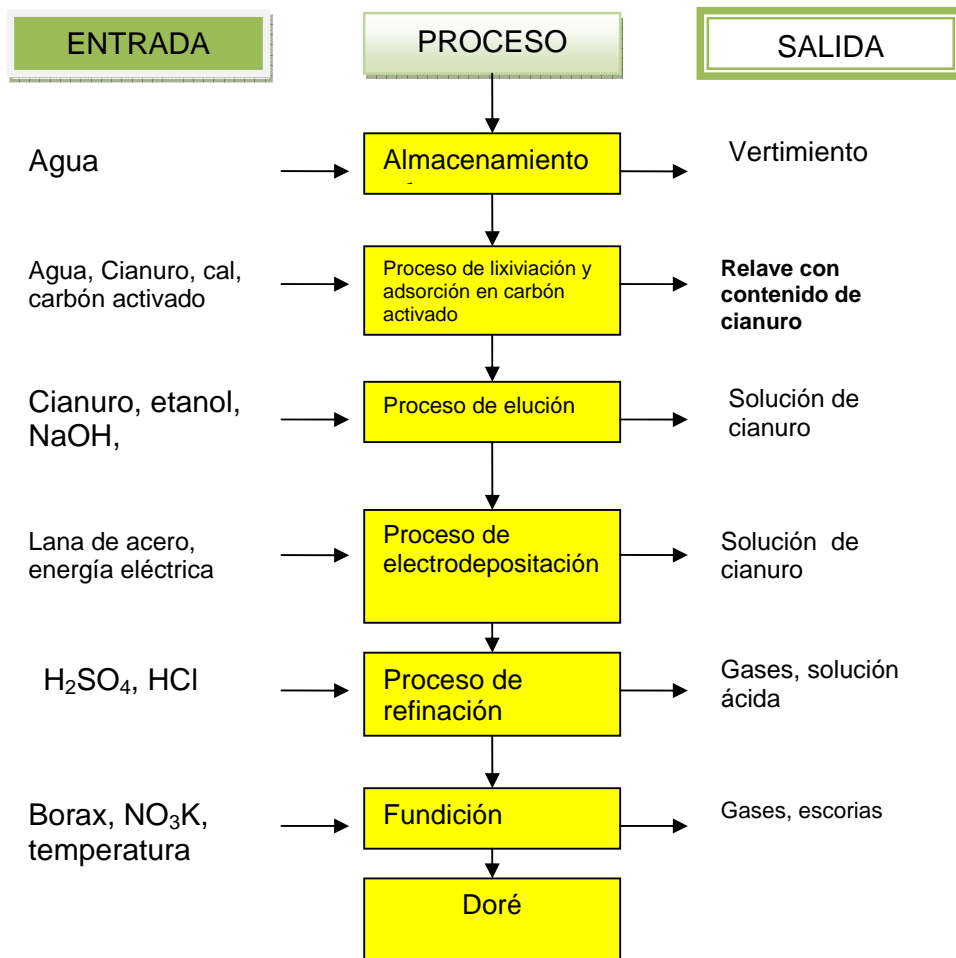 ENTRADA
PROCESO
SALIDA
Agua
Almacenamiento
Vertimiento
Agua, Cianuro, cal,
carbón activado
Proceso de lixiviación y
adsorción en carbón
activado
Relave con
contenido de
cianuro
Cianuro, etanol,
NaOH,
Proceso de elución
Solución de
cianuro
Lana de acero,
energía eléctrica
Proceso de
electrodepositación
Solución de
cianuro
H₂SO₄, HCl
Proceso de
refinación
Gases, solución
ácida
Borax, NO₃K,
temperatura
Fundición
Gases, escorias
Doré